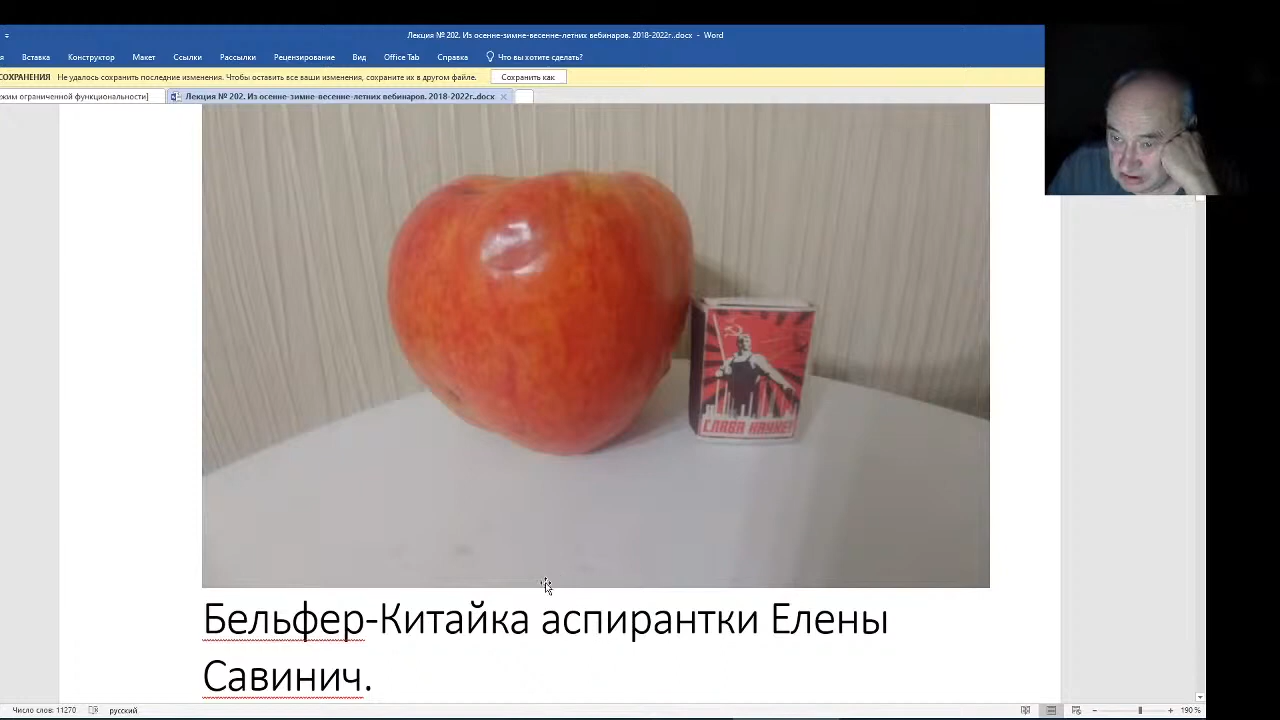 Лекция № 202. Из осенне-зимне-весенне-летних вебинаров. 2018-2022г..docx - Word
Вставка Конструктор Макет Ссылки Рассылки Рецензирование Вид Office Tab Справка Что вы хотите сделать?
СОХРАНЕНИЯ Не удалось сохранить последние изменения. Чтобы оставить все ваши изменения, сохраните их в другом файле. Сохранить как
жим ограниченной функциональности] Лекция № 202. Из осенне-зимне-весенне-летних вебинаров. 2018-2022г..docx
СЛАВА НАУКЕ!
Бельфер-Китайка аспирантки Елены
Савинич.
Число слов: 11270 русский 190 %